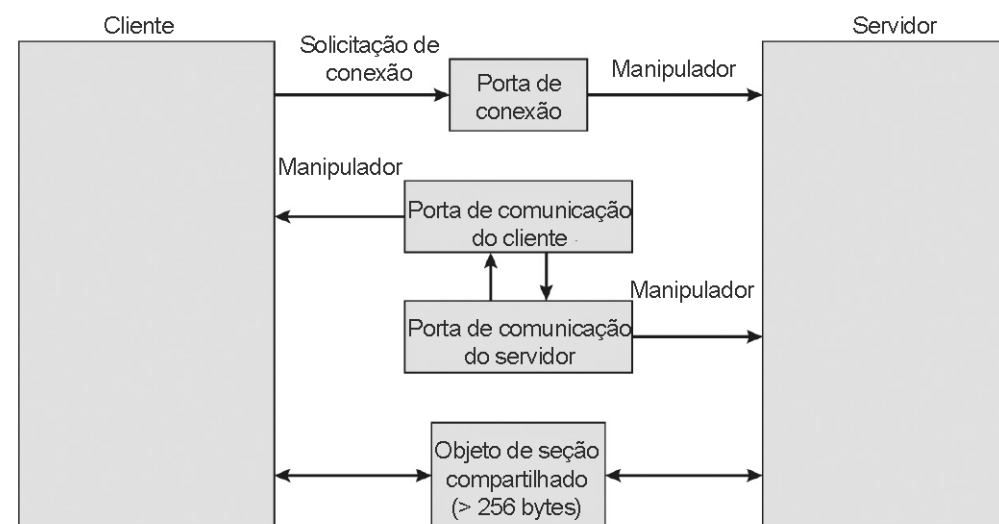 Cliente
Servidor
Solicitação de
conexão
Porta de
conexão
Manipulador
Manipulador
Porta de comunicação
do cliente
Manipulador
Porta de comunicação
do servidor
Objeto de seção
compartilhado
(> 256 bytes)